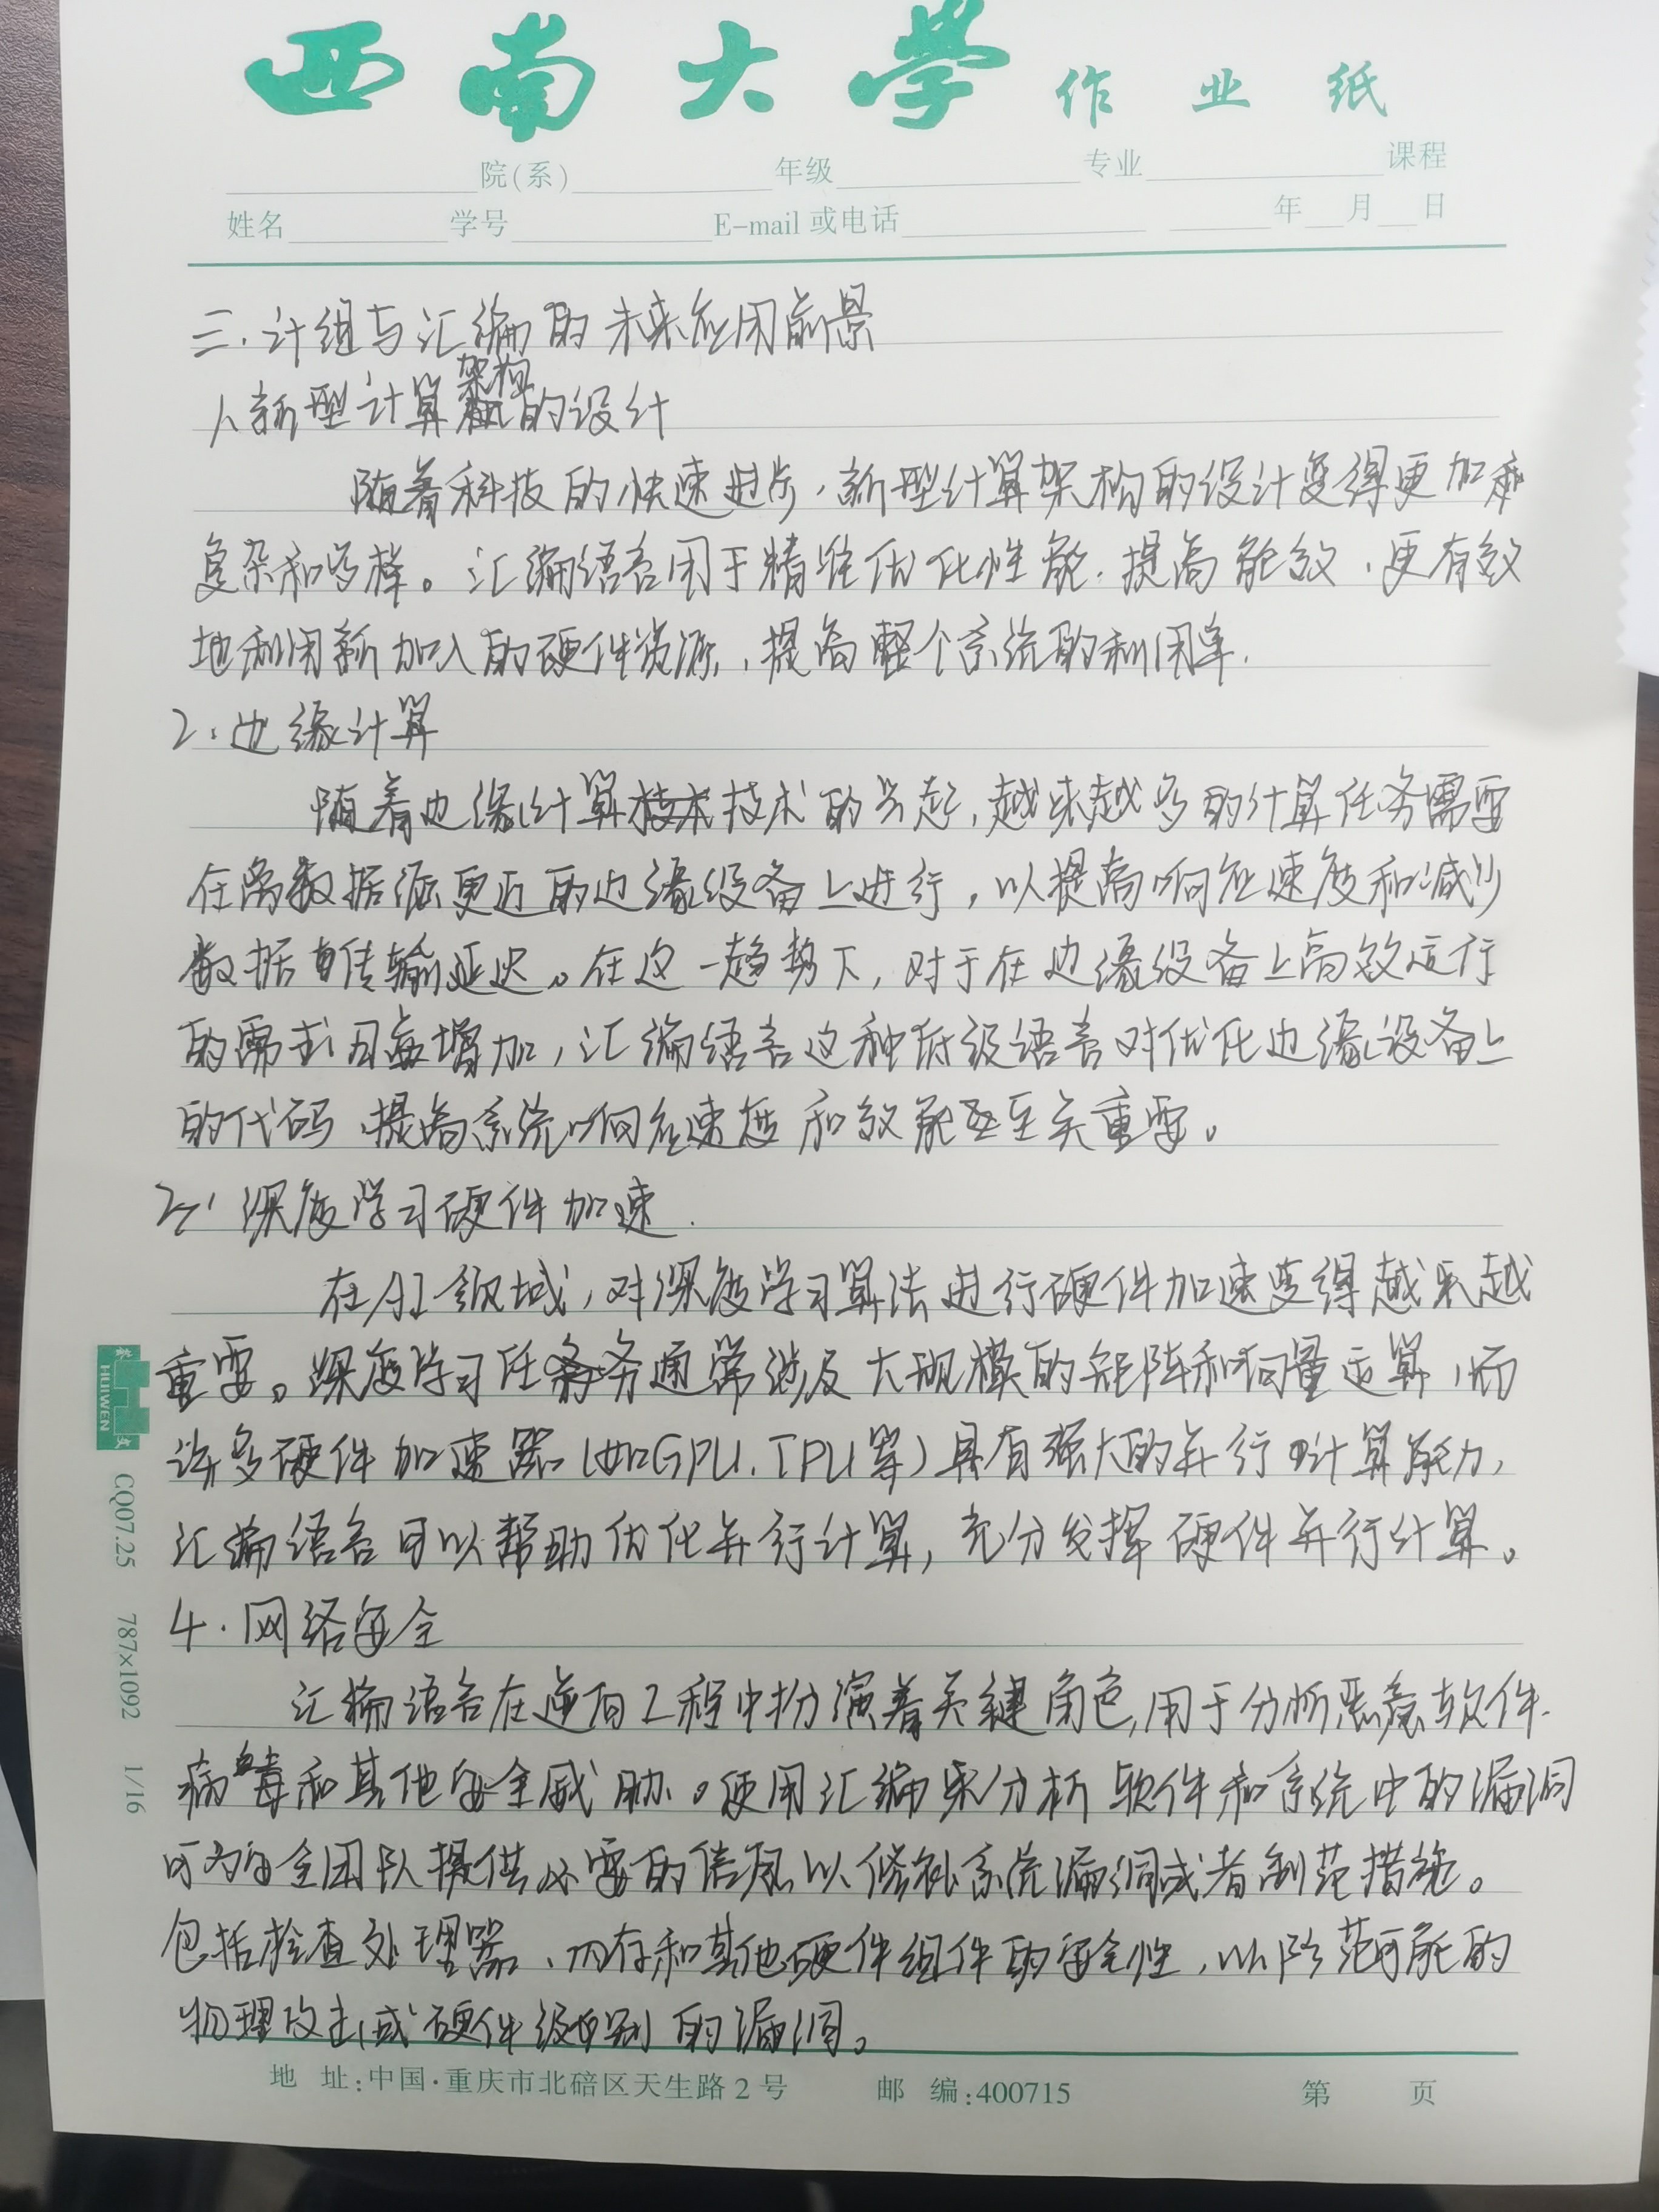 西南大学 作业纸
院(系) 年级 专业 课程
姓名 学号 E-mail 或电话 年 月 日
三.计组与汇编的未来应用前景
1.新型计算架构的设计
随着科技的快速进步,新型计算架构的设计变得更加
复杂和多样。汇编语言用于精准优化性能.提高能效,更有效
地利用新加入的硬件资源,提高整个系统的利用率.
2.边缘计算
随着边缘计算技术的兴起,越来越多的计算任务需要
在离数据源更近的边缘设备上进行,以提高响应速度和减少
数据传输延迟。在这一趋势下,对于在边缘设备上高效运行
的需求日益增加,汇编语言这种低级语言对优化边缘设备上
的代码、提高系统响应速度和效能至关重要。
3.深度学习硬件加速.
在AI领域,对深度学习算法进行硬件加速变得越来越
重要。深度学习任务通常涉及大规模的矩阵和向量运算,而
许多硬件加速器(如GPU、TPU等)具有强大的并行计算能力,
汇编语言可以帮助优化并行计算,充分发挥硬件并行计算。
4.网络安全
汇编语言在逆向工程中扮演着关键角色,用于分析恶意软件.
病毒和其他安全威胁。使用汇编来分析软件和系统中的漏洞
可为安全团队提供必要的信息以修补系统漏洞或者制范措施。
包括检查处理器、内存和其他硬件组件的安全性,以防范可能的
物理攻击或硬件级别的漏洞。
地 址:中国·重庆市北碚区天生路2号 邮 编:400715 第 页
汇文
HUIWEN
CQ07.25 787×1092 1/16